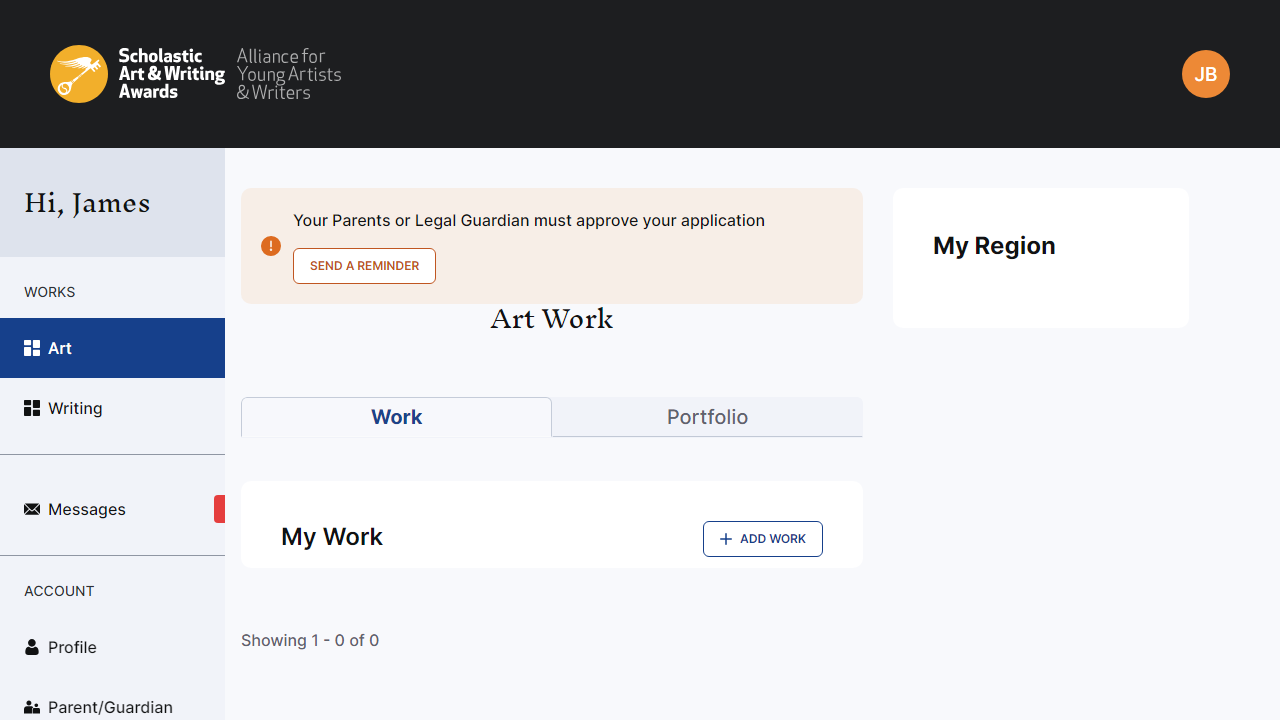 Scholastic
Art & Writing
Awards
Alliance for
Young Artists
& Writers
JB
Hi, James
WORKS
Art
Writing
Messages
ACCOUNT
Profile
Parent/Guardian
Your Parents or Legal Guardian must approve your application
SEND A REMINDER
Art Work
Work
Portfolio
My Work
ADD WORK
Showing 1 - 0 of 0
My Region